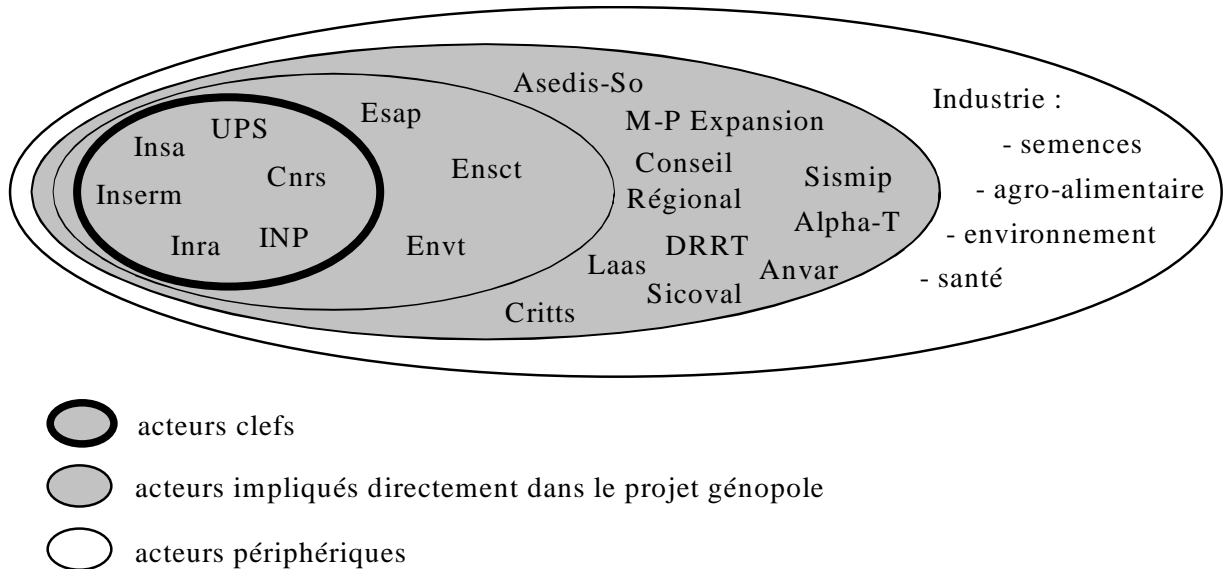 Insa
UPS
Inserm
Cnrs
Inra
INP
Esap
Ensct
Envt
Asedis-So
M-P Expansion
Conseil
Régional
Sismip
Alpha-T
DRRT
Laas
Anvar
Sicoval
Critts
Industrie :
- semences
- agro-alimentaire
- environnement
- santé
acteurs clefs
acteurs impliqués directement dans le projet génopole
acteurs périphériques